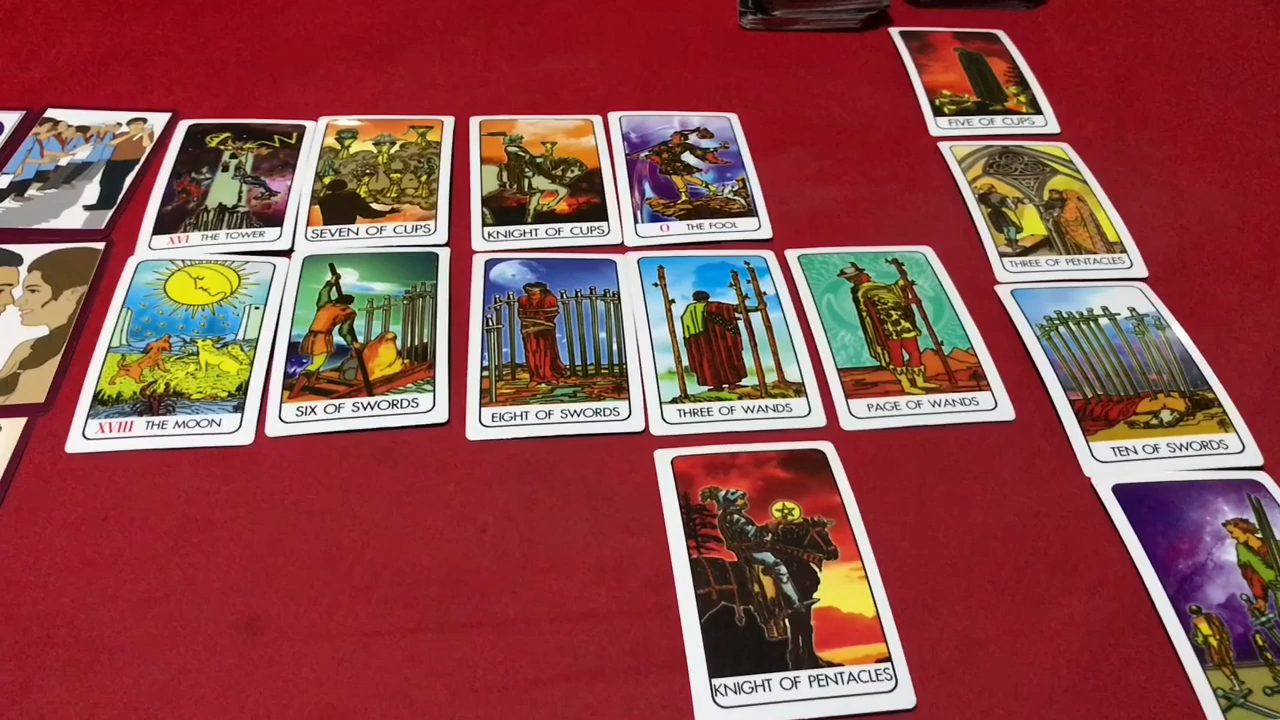 FIVE OF CUPS
XVI THE TOWER
SEVEN OF CUPS
KNIGHT OF CUPS
0 THE FOOL
THREE OF PENTACLES
XVIII THE MOON
SIX OF SWORDS
EIGHT OF SWORDS
THREE OF WANDS
PAGE OF WANDS
TEN OF SWORDS
KNIGHT OF PENTACLES